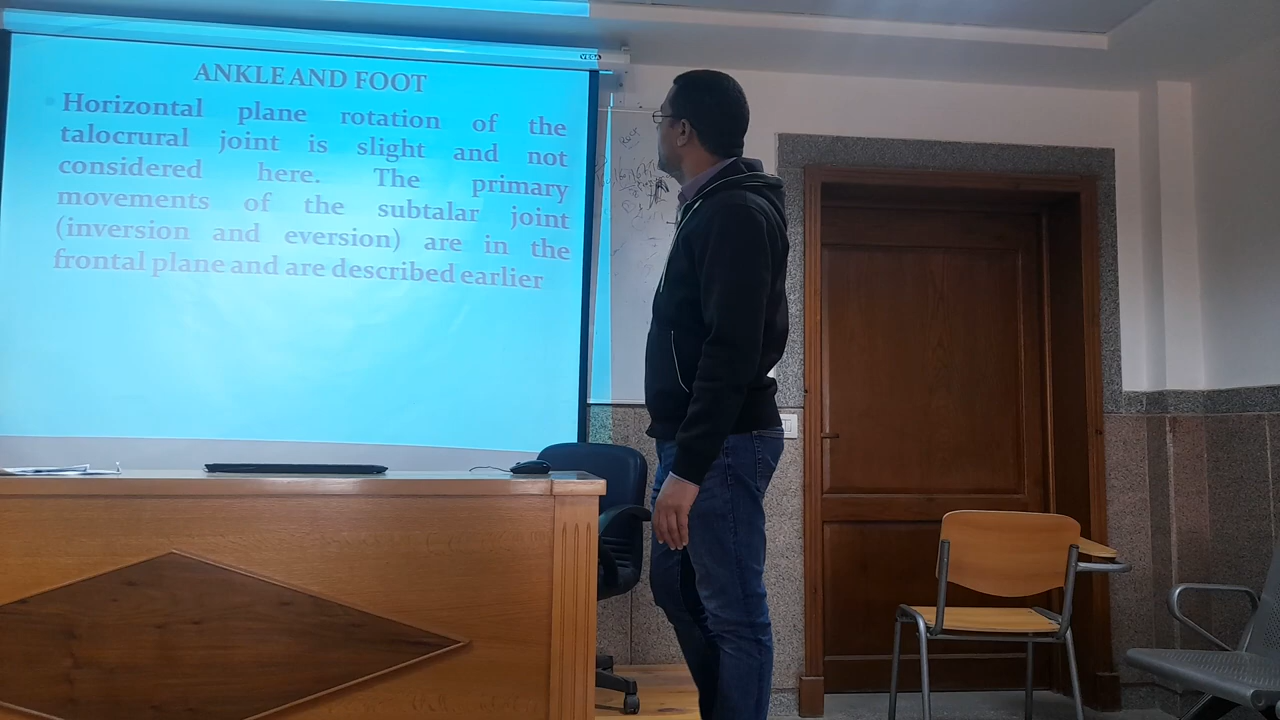 VEGA
ANKLE AND FOOT
Horizontal plane rotation of the
talocrural joint is slight and not
considered here. The primary
movements of the subtalar joint
(inversion and eversion) are in the
frontal plane and are described earlier